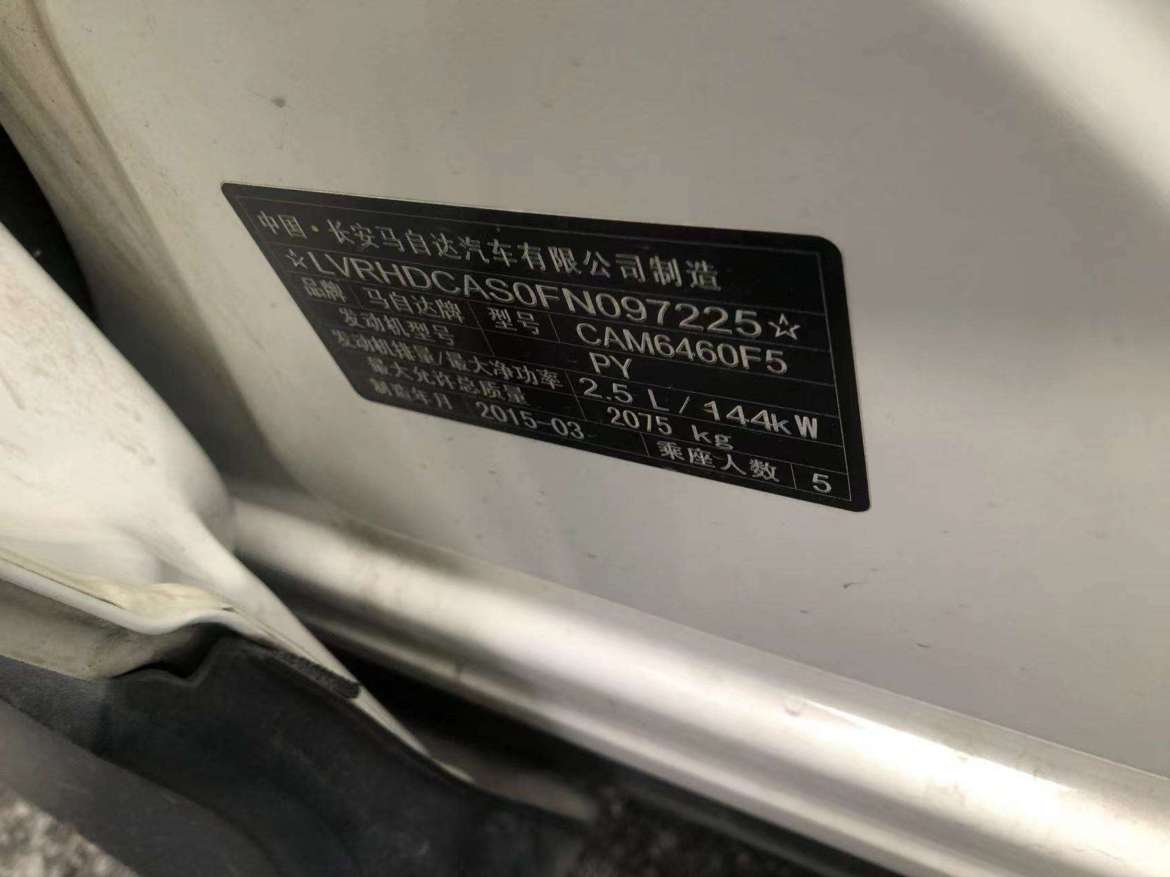 中国·长安马自达汽车有限公司制造
☆LVRHDCAS0FN097225☆
品牌 马自达牌 型号 CAM6460F5
发动机型号 PY
发动机排量/最大净功率 2.5 L/144kW
最大允许总质量 2075 kg
制造年月 2015-03 乘座人数 5